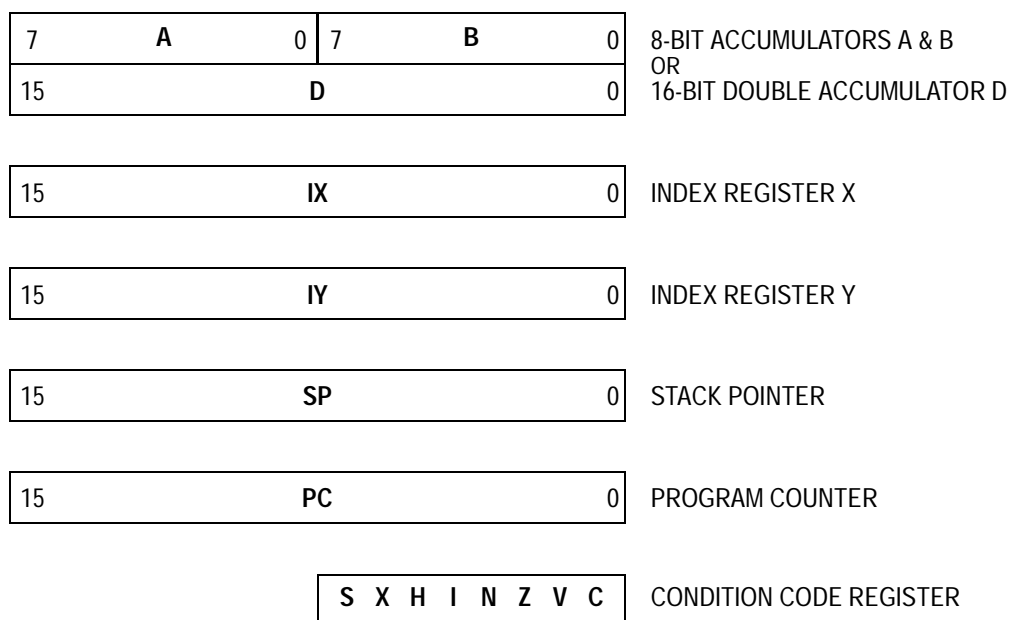 7 A 0 7 B 0 8-BIT ACCUMULATORS A & B
OR
15 D 0 16-BIT DOUBLE ACCUMULATOR D
15 IX 0 INDEX REGISTER X
15 IY 0 INDEX REGISTER Y
15 SP 0 STACK POINTER
15 PC 0 PROGRAM COUNTER
S X H I N Z V C CONDITION CODE REGISTER